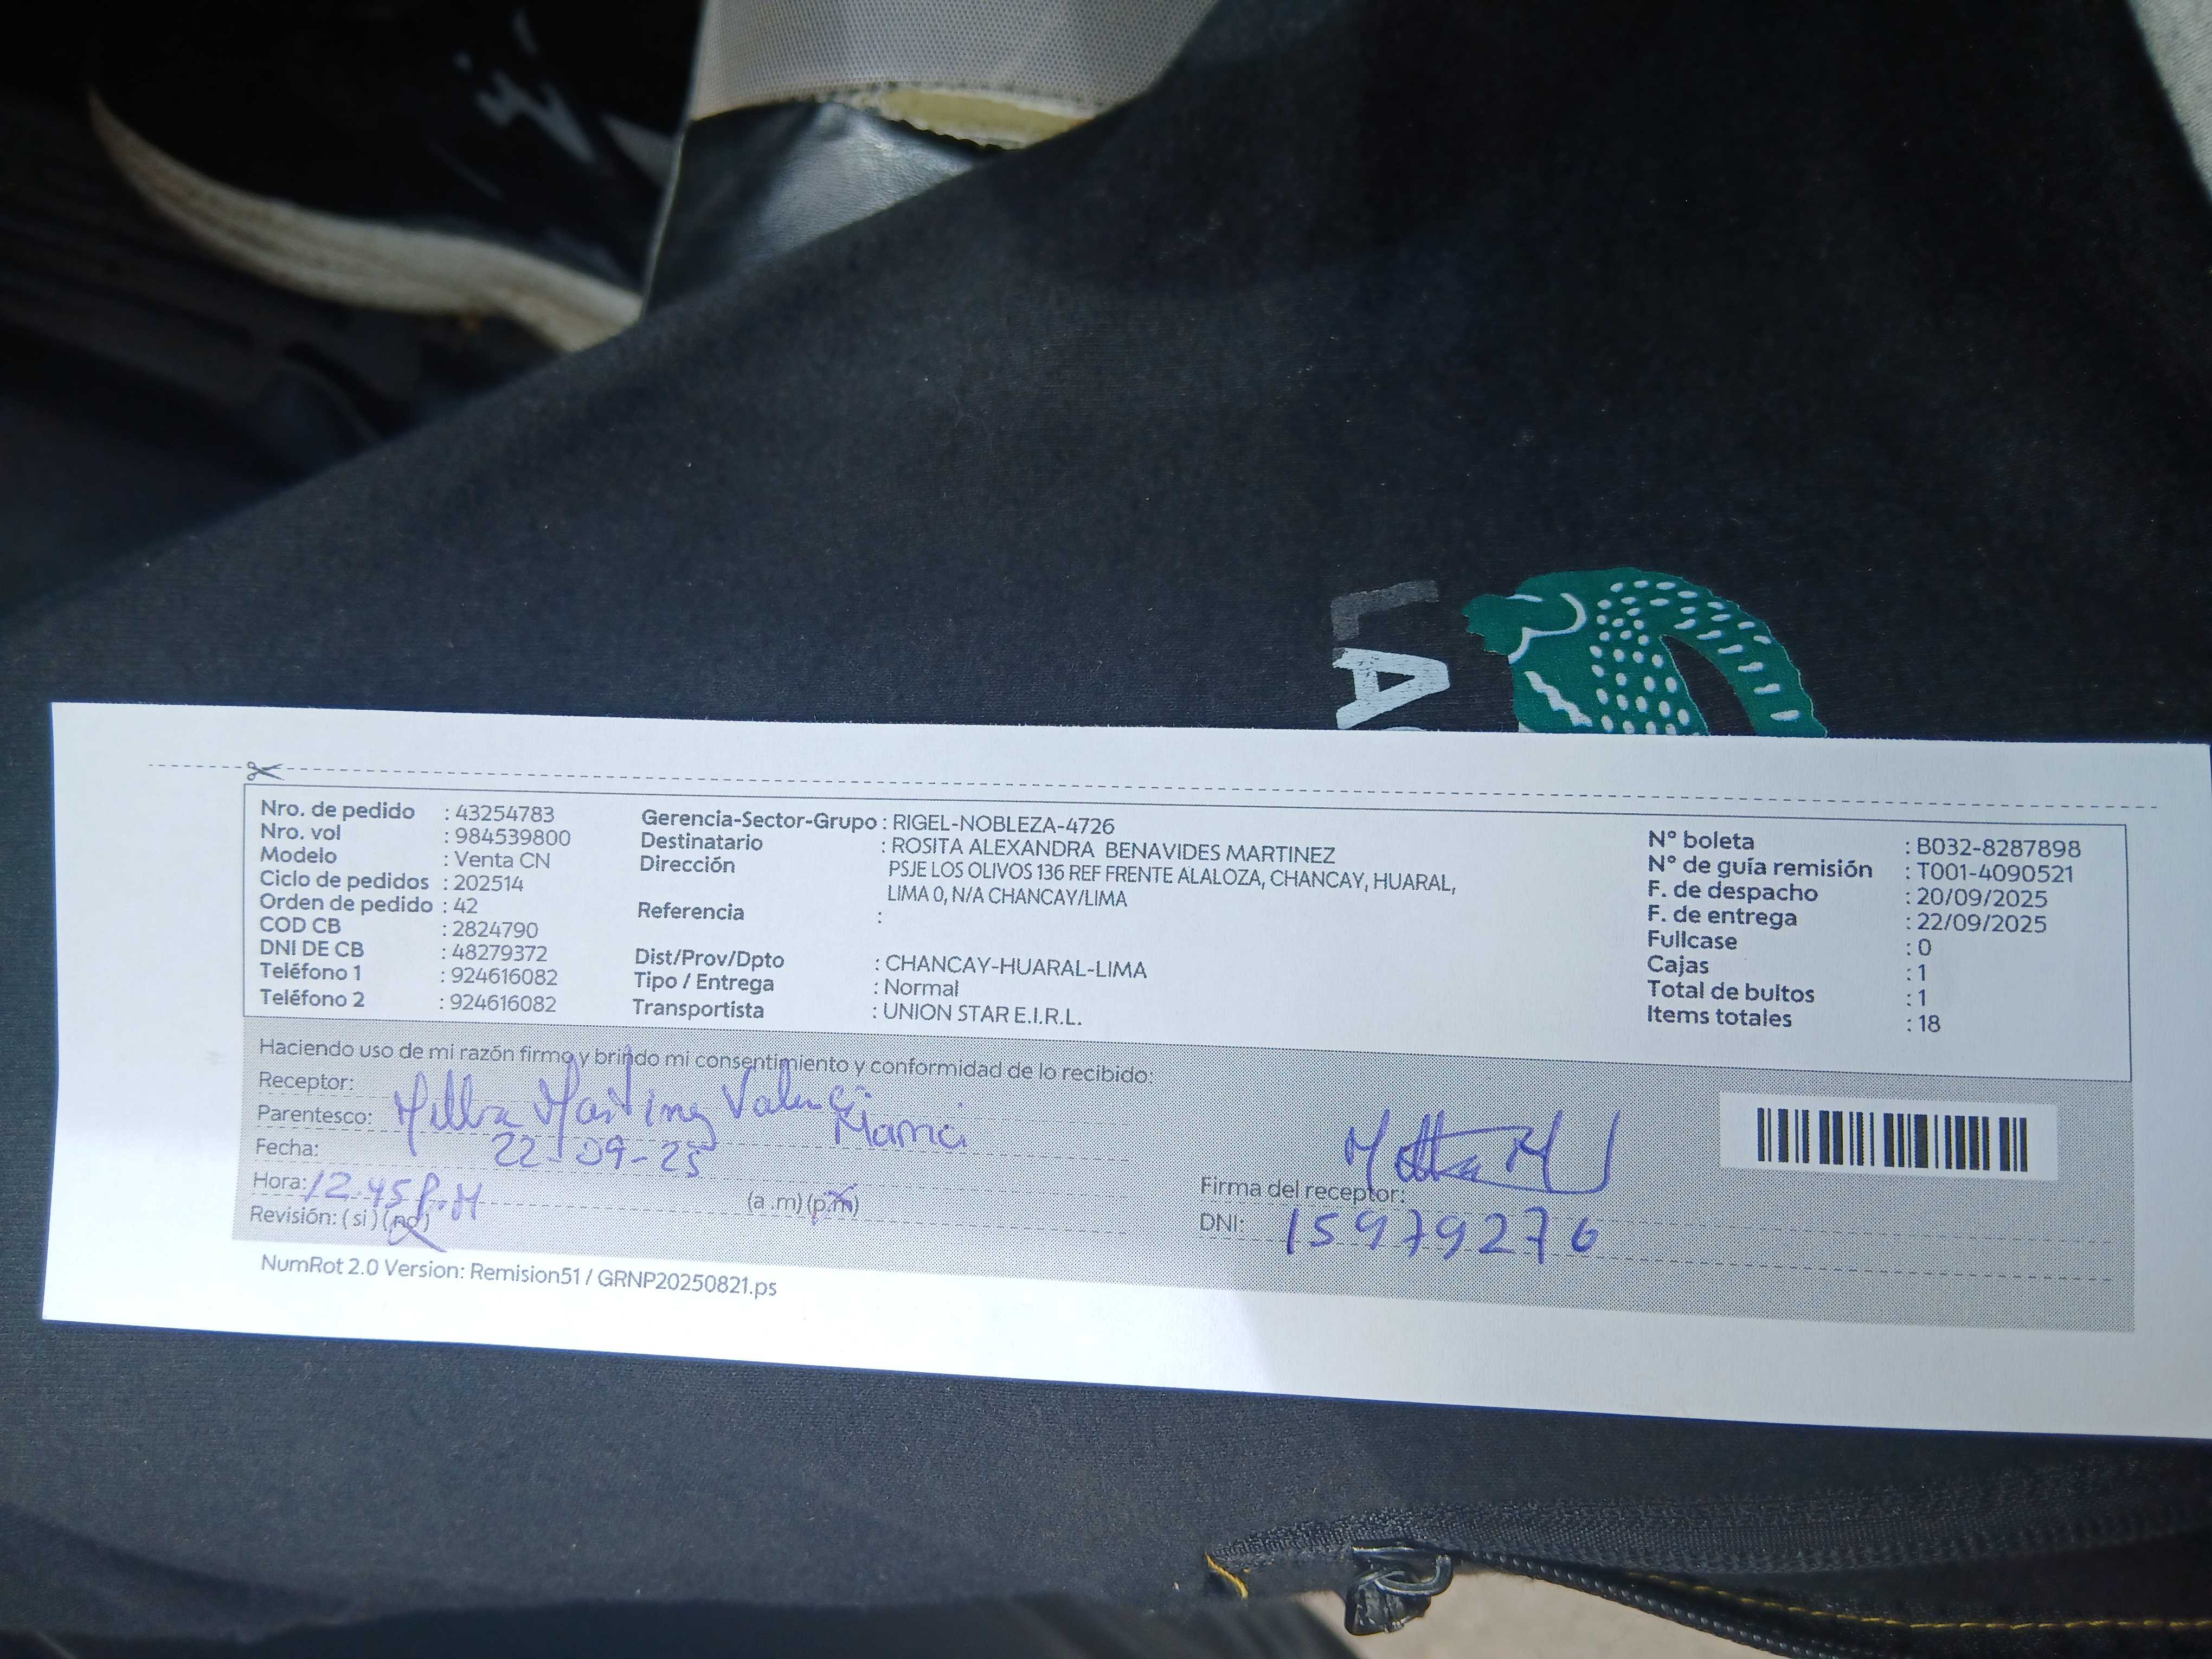 LA
Nro. de pedido : 43254783
Nro. vol : 984539800
Modelo : Venta CN
Ciclo de pedidos : 202514
Orden de pedido : 42
COD CB : 2824790
DNI DE CB : 48279372
Teléfono 1 : 924616082
Teléfono 2 : 924616082
Gerencia-Sector-Grupo : RIGEL-NOBLEZA-4726
Destinatario : ROSITA ALEXANDRA BENAVIDES MARTINEZ
Dirección PSJE LOS OLIVOS 136 REF FRENTE ALALOZA, CHANCAY, HUARAL,
LIMA 0, N/A CHANCAY/LIMA
Referencia :
Dist/Prov/Dpto : CHANCAY-HUARAL-LIMA
Tipo / Entrega : Normal
Transportista : UNION STAR E.I.R.L.
N° boleta : B032-8287898
N° de guía remisión : T001-4090521
F. de despacho : 20/09/2025
F. de entrega : 22/09/2025
Fullcase : 0
Cajas : 1
Total de bultos : 1
Items totales : 18
Haciendo uso de mi razón firmo y brindo mi consentimiento y conformidad de lo recibido:
Receptor:
Parentesco: Mamá
Fecha: 22-09-25
Hora: 12.45 P.M (a .m) (p.m)
Revisión: ( si ) (no)
Firma del receptor:
DNI: 15979276
NumRot 2.0 Version: Remision51 / GRNP20250821.ps